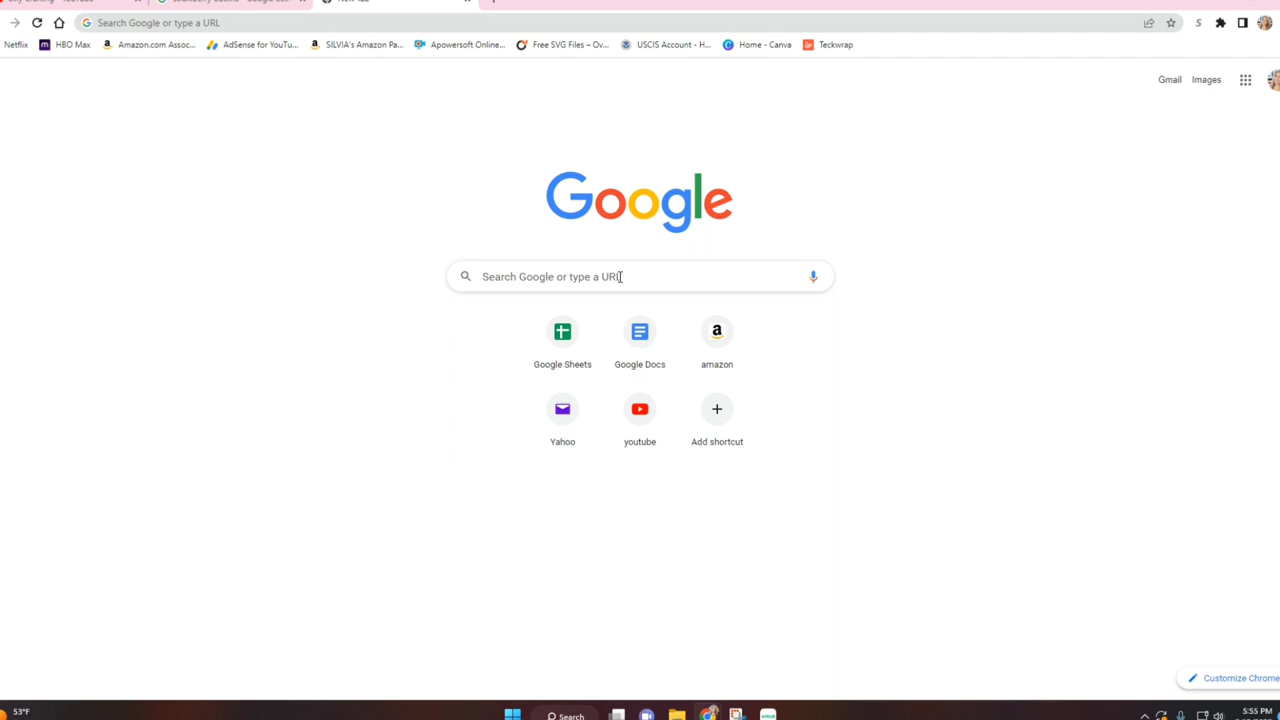 Search Google or type a URL
Netflix HBO Max Amazon.com Assoc... AdSense for YouTu... SILVIA's Amazon Pa... Apowersoft Online... Free SVG Files – Ov... USCIS Account - H... Home - Canva Teckwrap
Gmail Images
Google
Search Google or type a URL
Google Sheets Google Docs amazon
Yahoo youtube Add shortcut
Customize Chrome
53°F Search 5:55 PM